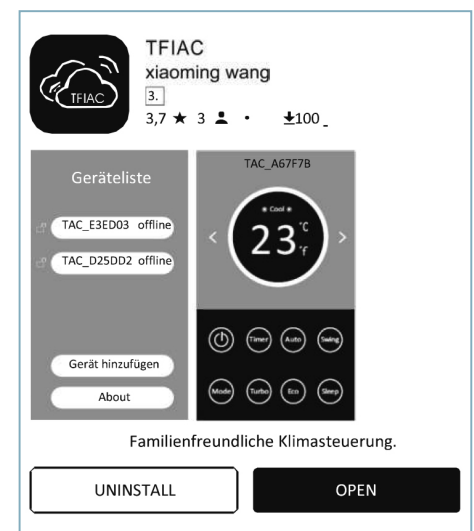 TFIAC
TFIAC
xiaoming wang
3.
3,7 ★ 3 • 100
Geräteliste
TAC_E3ED03 offline
TAC_D25DD2 offline
Gerät hinzufügen
About
TAC_A67F7B
Cool
23 °C
°F
< >
Timer Auto Swing
Mode Turbo Eco Sleep
Familienfreundliche Klimasteuerung.
UNINSTALL
OPEN